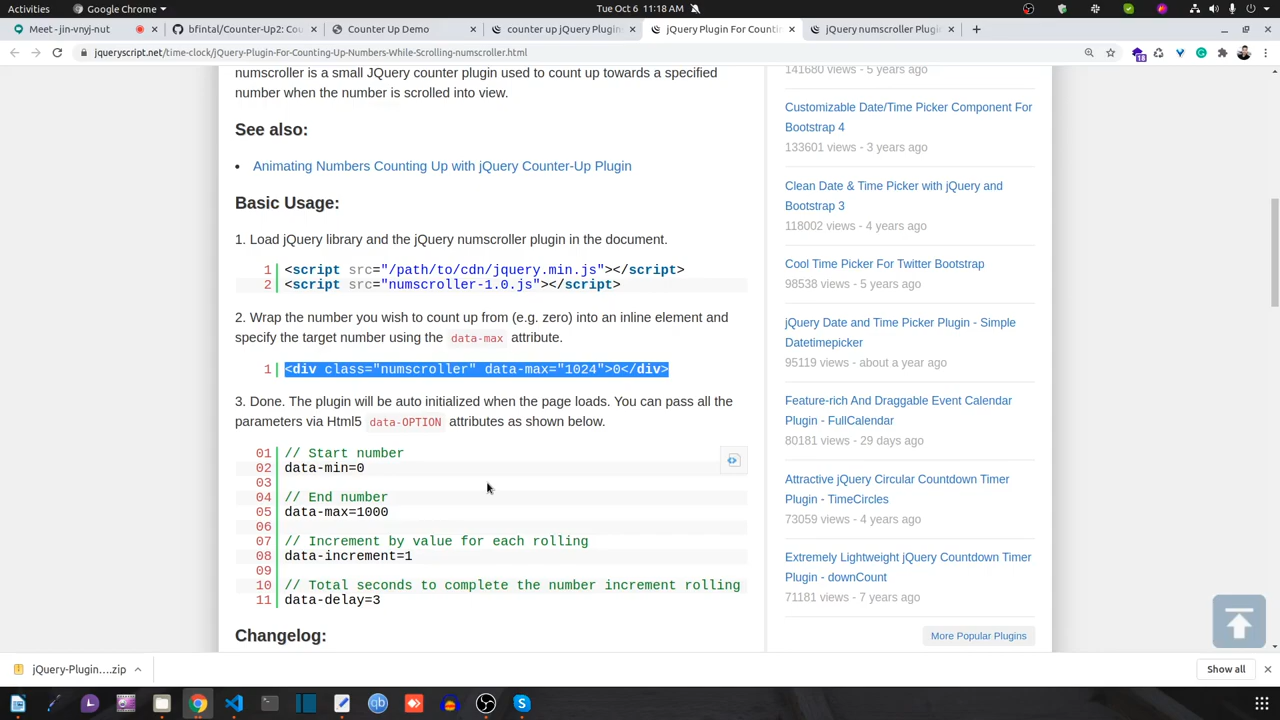 Activities
Google Chrome
Tue Oct 6 11:18 AM
Meet - jin-vnyj-nut
bfintal/Counter-Up2: Co
Counter Up Demo
counter up jQuery Plugin
jQuery Plugin For Countin
jQuery numscroller Plugin
jqueryscript.net/time-clock/jQuery-Plugin-For-Counting-Up-Numbers-While-Scrolling-numscroller.html
18
numscroller is a small JQuery counter plugin used to count up towards a specified
number when the number is scrolled into view.
See also:
• Animating Numbers Counting Up with jQuery Counter-Up Plugin
Basic Usage:
1. Load jQuery library and the jQuery numscroller plugin in the document.
1 <script src="/path/to/cdn/jquery.min.js"></script>
2 <script src="numscroller-1.0.js"></script>
2. Wrap the number you wish to count up from (e.g. zero) into an inline element and
specify the target number using the data-max attribute.
1 <div class="numscroller" data-max="1024">0</div>
3. Done. The plugin will be auto initialized when the page loads. You can pass all the
parameters via Html5 data-OPTION attributes as shown below.
01 // Start number
02 data-min=0
03
04 // End number
05 data-max=1000
06
07 // Increment by value for each rolling
08 data-increment=1
09
10 // Total seconds to complete the number increment rolling
11 data-delay=3
Changelog:
141680 views - 5 years ago
Customizable Date/Time Picker Component For
Bootstrap 4
133601 views - 3 years ago
Clean Date & Time Picker with jQuery and
Bootstrap 3
118002 views - 4 years ago
Cool Time Picker For Twitter Bootstrap
98538 views - 5 years ago
jQuery Date and Time Picker Plugin - Simple
Datetimepicker
95119 views - about a year ago
Feature-rich And Draggable Event Calendar
Plugin - FullCalendar
80181 views - 29 days ago
Attractive jQuery Circular Countdown Timer
Plugin - TimeCircles
73059 views - 4 years ago
Extremely Lightweight jQuery Countdown Timer
Plugin - downCount
71181 views - 7 years ago
More Popular Plugins
jQuery-Plugin....zip
Show all